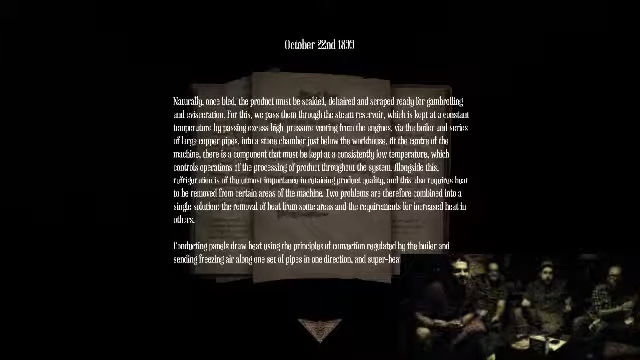 October 22nd 1899
Naturally, once bled, the product must be scalded, dehaired and scraped ready for gambrolling
and evisceration. For this, we pass them through the steam reservoir, which is kept at a constant
temperature by passing excess high pressure venting from the engines, via the boiler and series
of large copper pipes, into a stone chamber just below the workhouse. At the centre of the
machine, there is a component that must be kept at a consistently low temperature, which
controls operations of the processing of product throughout the system. Alongside this,
refrigeration is of the utmost importance in retaining product quality, and this also requires heat
to be removed from certain areas of the machine. Two problems are therefore combined into a
single solution: the removal of heat from some areas and the requirements for increased heat in
others.
Conducting panels draw heat using the principles of convection regulated by the boiler and
sending freezing air along one set of pipes in one direction, and super-hea